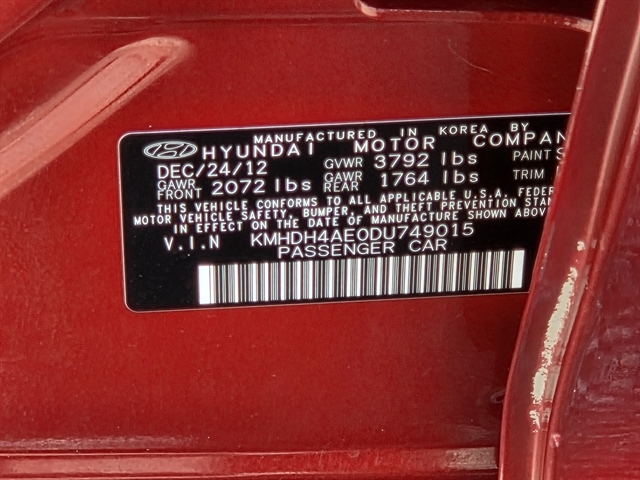 MANUFACTURED IN KOREA BY
HYUNDAI MOTOR COMPAN
DEC/24/12 GVWR 3792 lbs PAINT S
GAWR FRONT 2072 lbs GAWR REAR 1764 lbs TRIM
THIS VEHICLE CONFORMS TO ALL APPLICABLE U.S.A. FEDER
MOTOR VEHICLE SAFETY, BUMPER, AND THEFT PREVENTION STAN
IN EFFECT ON THE DATE OF MANUFACTURE SHOWN A
V.I.N KMHDH4AE0DU749015
PASSENGER CAR